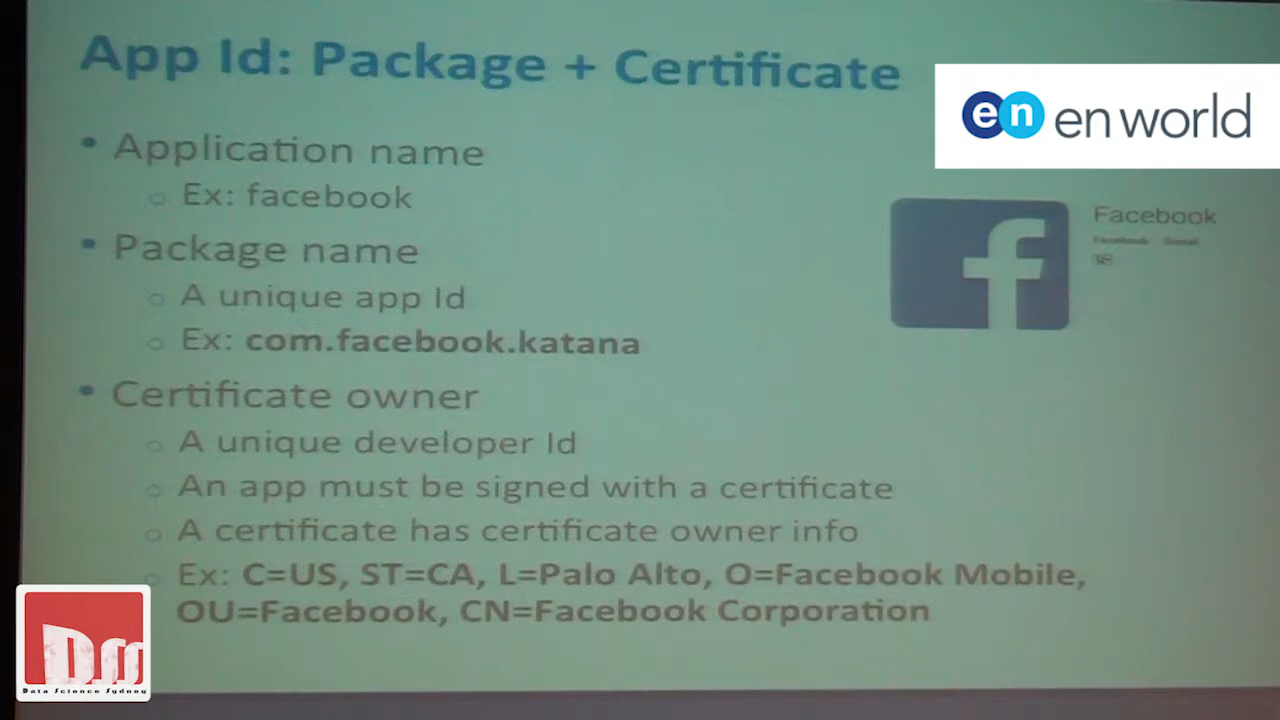 App Id: Package + Certificate
en en world
• Application name
o Ex: facebook
Facebook
• Package name
o A unique app Id
o Ex: com.facebook.katana
• Certificate owner
o A unique developer Id
o An app must be signed with a certificate
o A certificate has certificate owner info
o Ex: C=US, ST=CA, L=Palo Alto, O=Facebook Mobile,
OU=Facebook, CN=Facebook Corporation
DS
Data Science Sydney